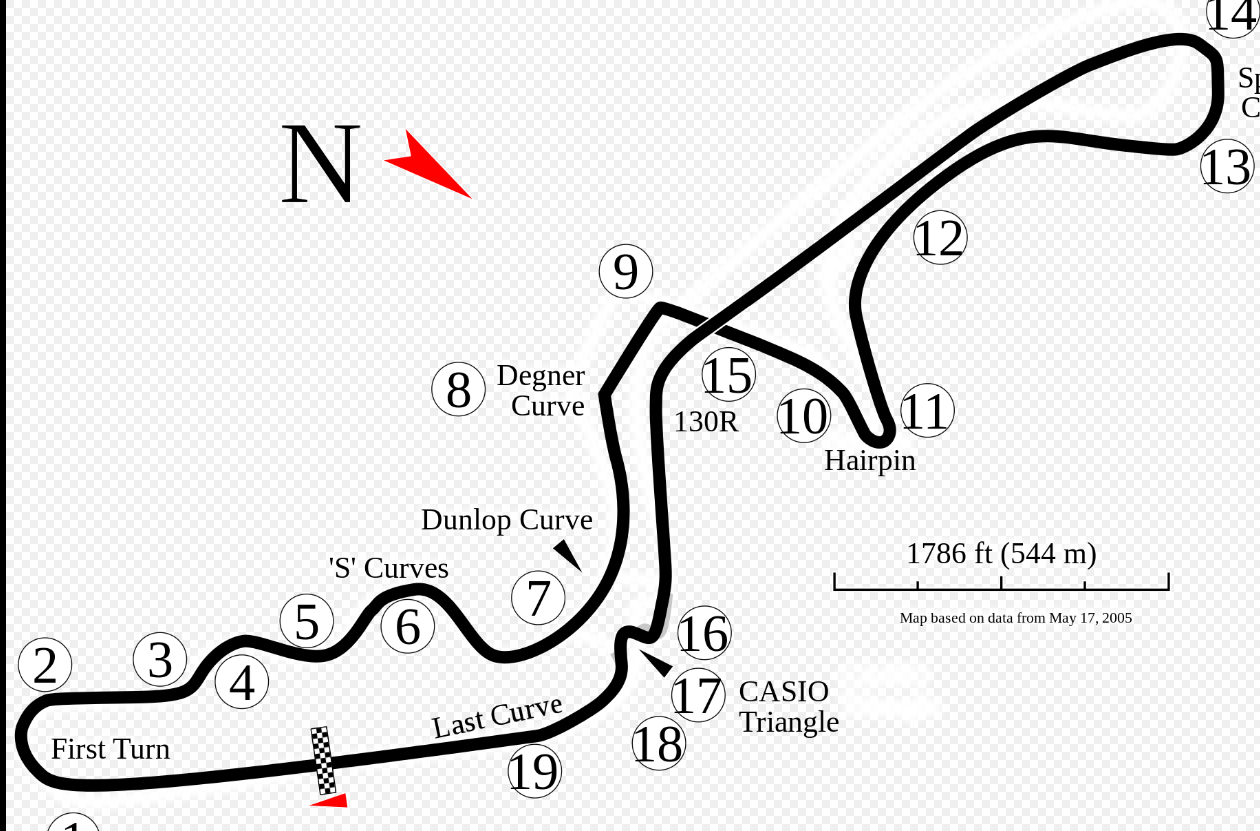 14
Sp
C
N
13
12
9
Degner
Curve
8
15
130R
10
11
Hairpin
Dunlop Curve
1786 ft (544 m)
'S' Curves
Map based on data from May 17, 2005
7
5
6
16
2
3
4
17
CASIO
Triangle
Last Curve
18
First Turn
19
1